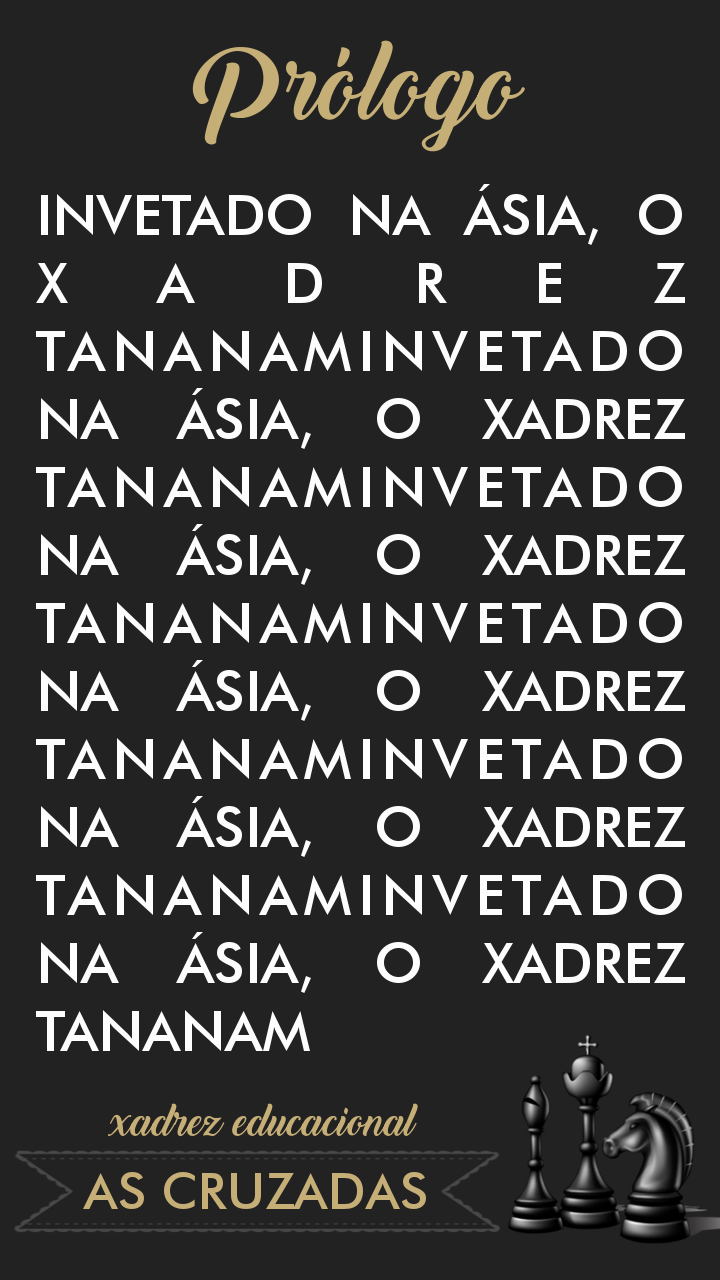 Prólogo
INVETADO NA ÁSIA, O
X A D R E Z
TANANAMINVETADO
NA ÁSIA, O XADREZ
TANANAMINVETADO
NA ÁSIA, O XADREZ
TANANAMINVETADO
NA ÁSIA, O XADREZ
TANANAMINVETADO
NA ÁSIA, O XADREZ
TANANAMINVETADO
NA ÁSIA, O XADREZ
TANANAM
xadrez educacional
AS CRUZADAS